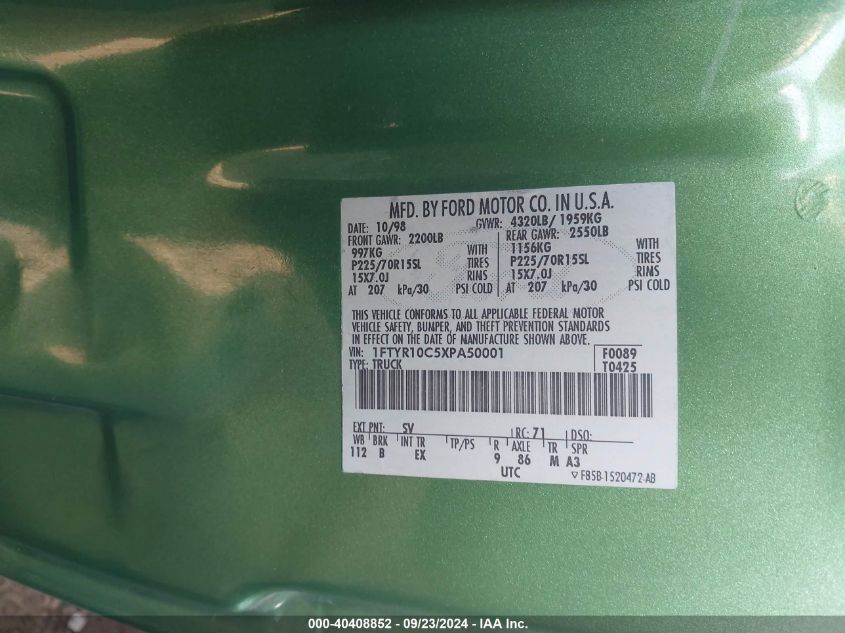 MFD. BY FORD MOTOR CO. IN U.S.A.
DATE: 10/98 GVWR: 4320LB/ 1959KG
FRONT GAWR: 2200LB REAR GAWR: 2550LB
997KG WITH 1156KG WITH
P225/70R15SL TIRES P225/70R15SL TIRES
15X7.0J RIMS 15X7.0J RIMS
AT 207 kPa/30 PSI COLD AT 207 kPa/30 PSI COLD
THIS VEHICLE CONFORMS TO ALL APPLICABLE FEDERAL MOTOR
VEHICLE SAFETY, BUMPER, AND THEFT PREVENTION STANDARDS
IN EFFECT ON THE DATE OF MANUFACTURE SHOWN ABOVE.
VIN: 1FTYR10C5XPA50001 F0089
TYPE: TRUCK T0425
EXT PNT: SV RC: 71 DSO:
WB BRK INT TR TP/PS R AXLE TR SPR
112 B EX 9 86 M A3
UTC F85B-1520472-AB
000-40408852 - 09/23/2024 - IAA Inc.